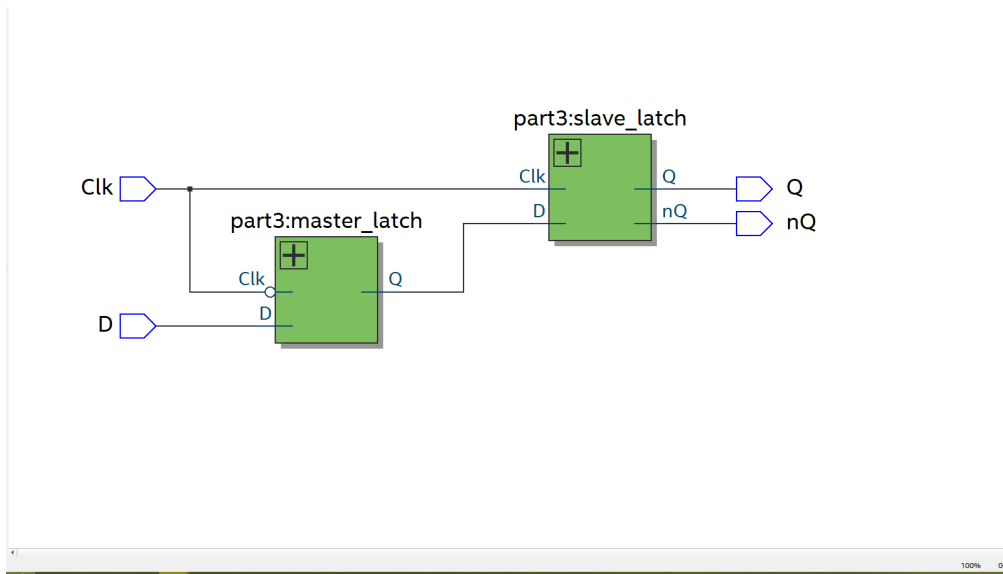 part3:slave_latch
Clk
Clk
Q
Q
D
nQ
nQ
part3:master_latch
Clk
Q
D
D
100%